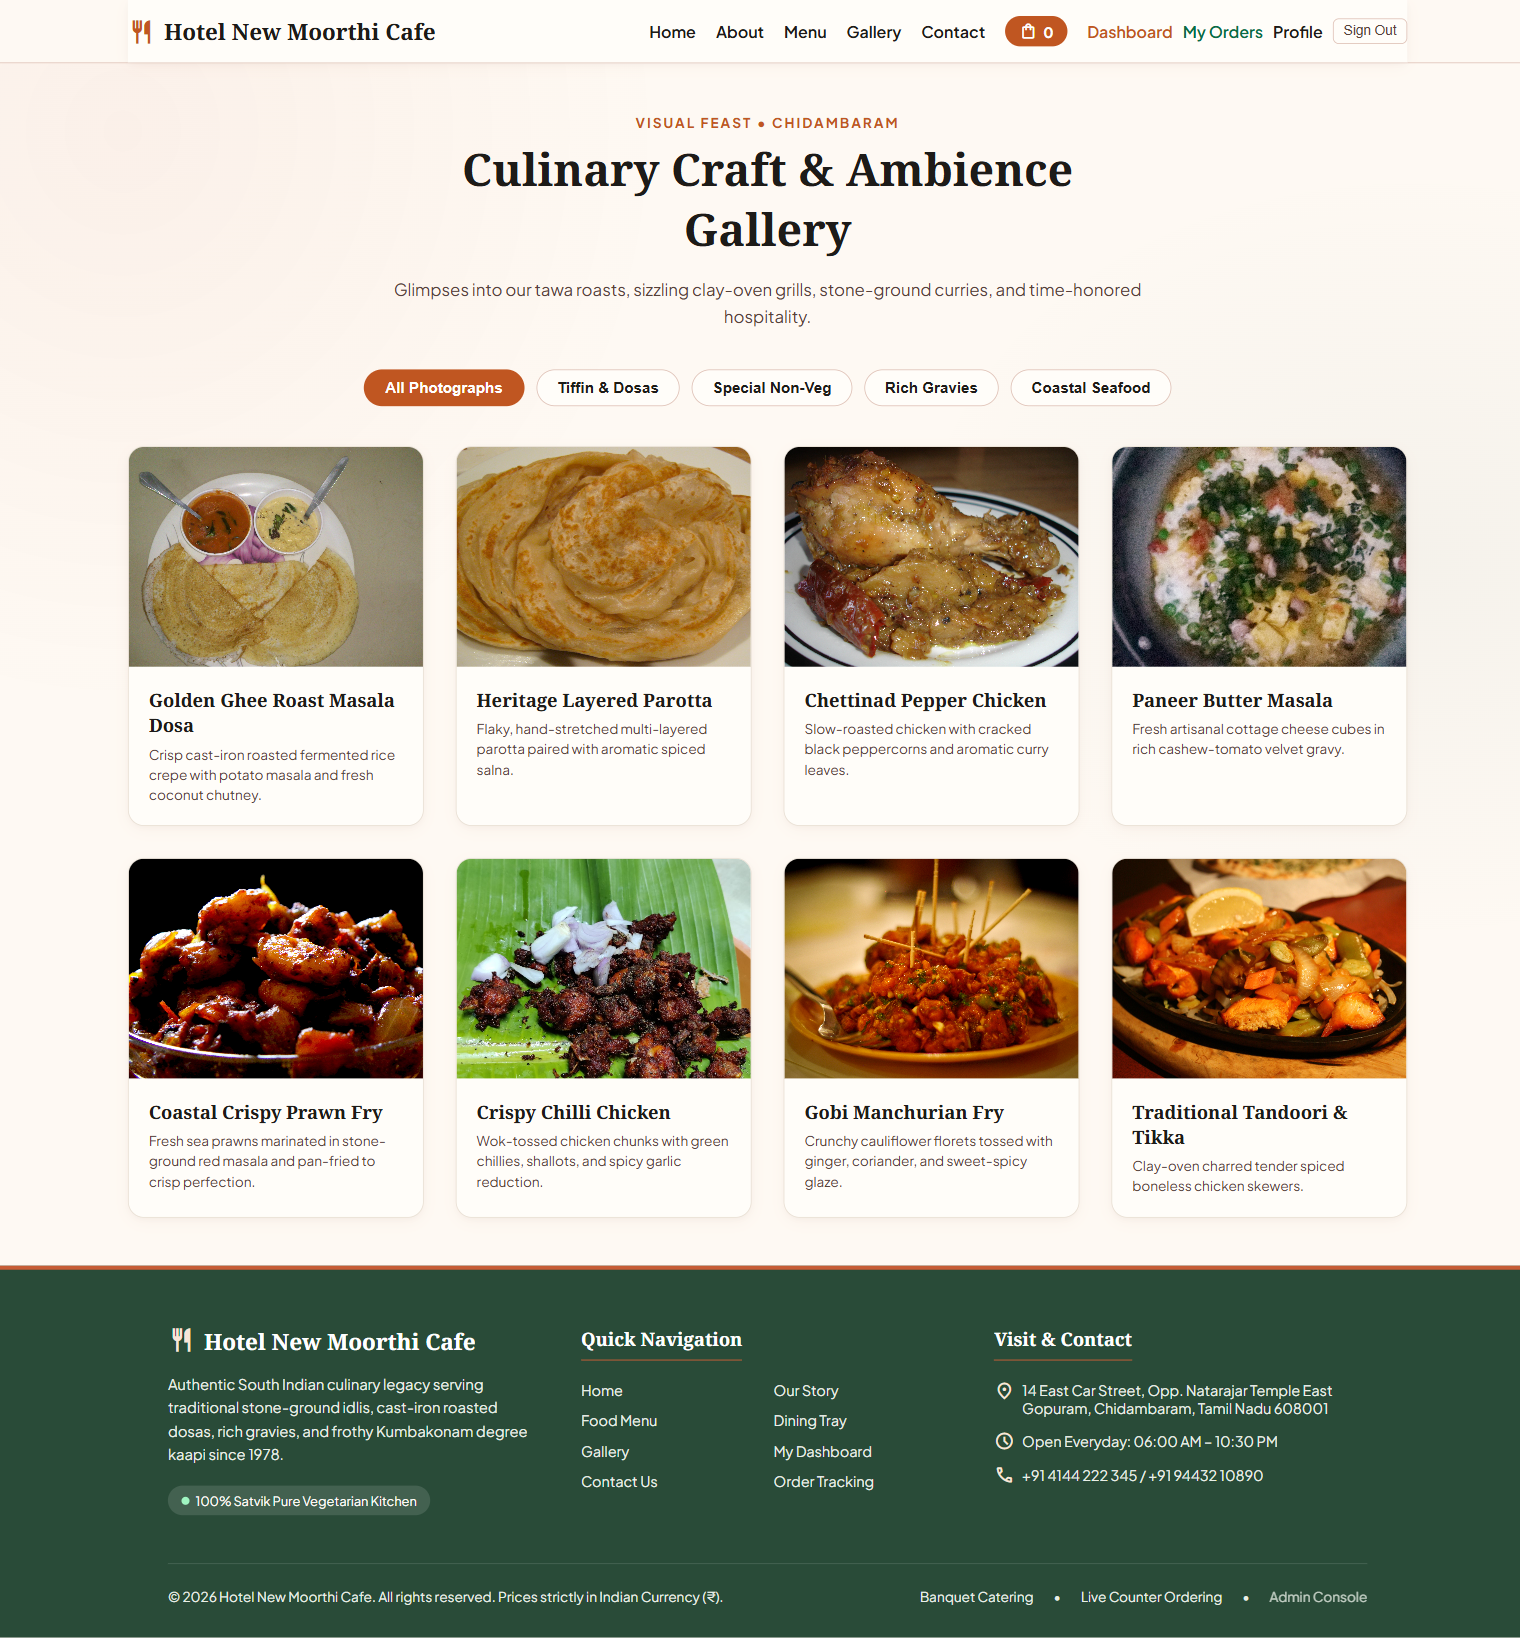 Hotel New Moorthi Cafe
Home About Menu Gallery Contact 0 Dashboard My Orders Profile Sign Out
VISUAL FEAST • CHIDAMBARAM
Culinary Craft & Ambience
Gallery
Glimpses into our tawa roasts, sizzling clay-oven grills, stone-ground curries, and time-honored
hospitality.
All Photographs Tiffin & Dosas Special Non-Veg Rich Gravies Coastal Seafood
Golden Ghee Roast Masala
Dosa
Crisp cast-iron roasted fermented rice
crepe with potato masala and fresh
coconut chutney.
Heritage Layered Parotta
Flaky, hand-stretched multi-layered
parotta paired with aromatic spiced
salna.
Chettinad Pepper Chicken
Slow-roasted chicken with cracked
black peppercorns and aromatic curry
leaves.
Paneer Butter Masala
Fresh artisanal cottage cheese cubes in
rich cashew-tomato velvet gravy.
Coastal Crispy Prawn Fry
Fresh sea prawns marinated in stone-
ground red masala and pan-fried to
crisp perfection.
Crispy Chilli Chicken
Wok-tossed chicken chunks with green
chillies, shallots, and spicy garlic
reduction.
Gobi Manchurian Fry
Crunchy cauliflower florets tossed with
ginger, coriander, and sweet-spicy
glaze.
Traditional Tandoori &
Tikka
Clay-oven charred tender spiced
boneless chicken skewers.
Hotel New Moorthi Cafe
Authentic South Indian culinary legacy serving
traditional stone-ground idlis, cast-iron roasted
dosas, rich gravies, and frothy Kumbakonam degree
kaapi since 1978.
100% Satvik Pure Vegetarian Kitchen
Quick Navigation
Home Our Story
Food Menu Dining Tray
Gallery My Dashboard
Contact Us Order Tracking
Visit & Contact
14 East Car Street, Opp. Natarajar Temple East
Gopuram, Chidambaram, Tamil Nadu 608001
Open Everyday: 06:00 AM – 10:30 PM
+91 4144 222 345 / +91 94432 10890
© 2026 Hotel New Moorthi Cafe. All rights reserved. Prices strictly in Indian Currency (₹).
Banquet Catering • Live Counter Ordering • Admin Console